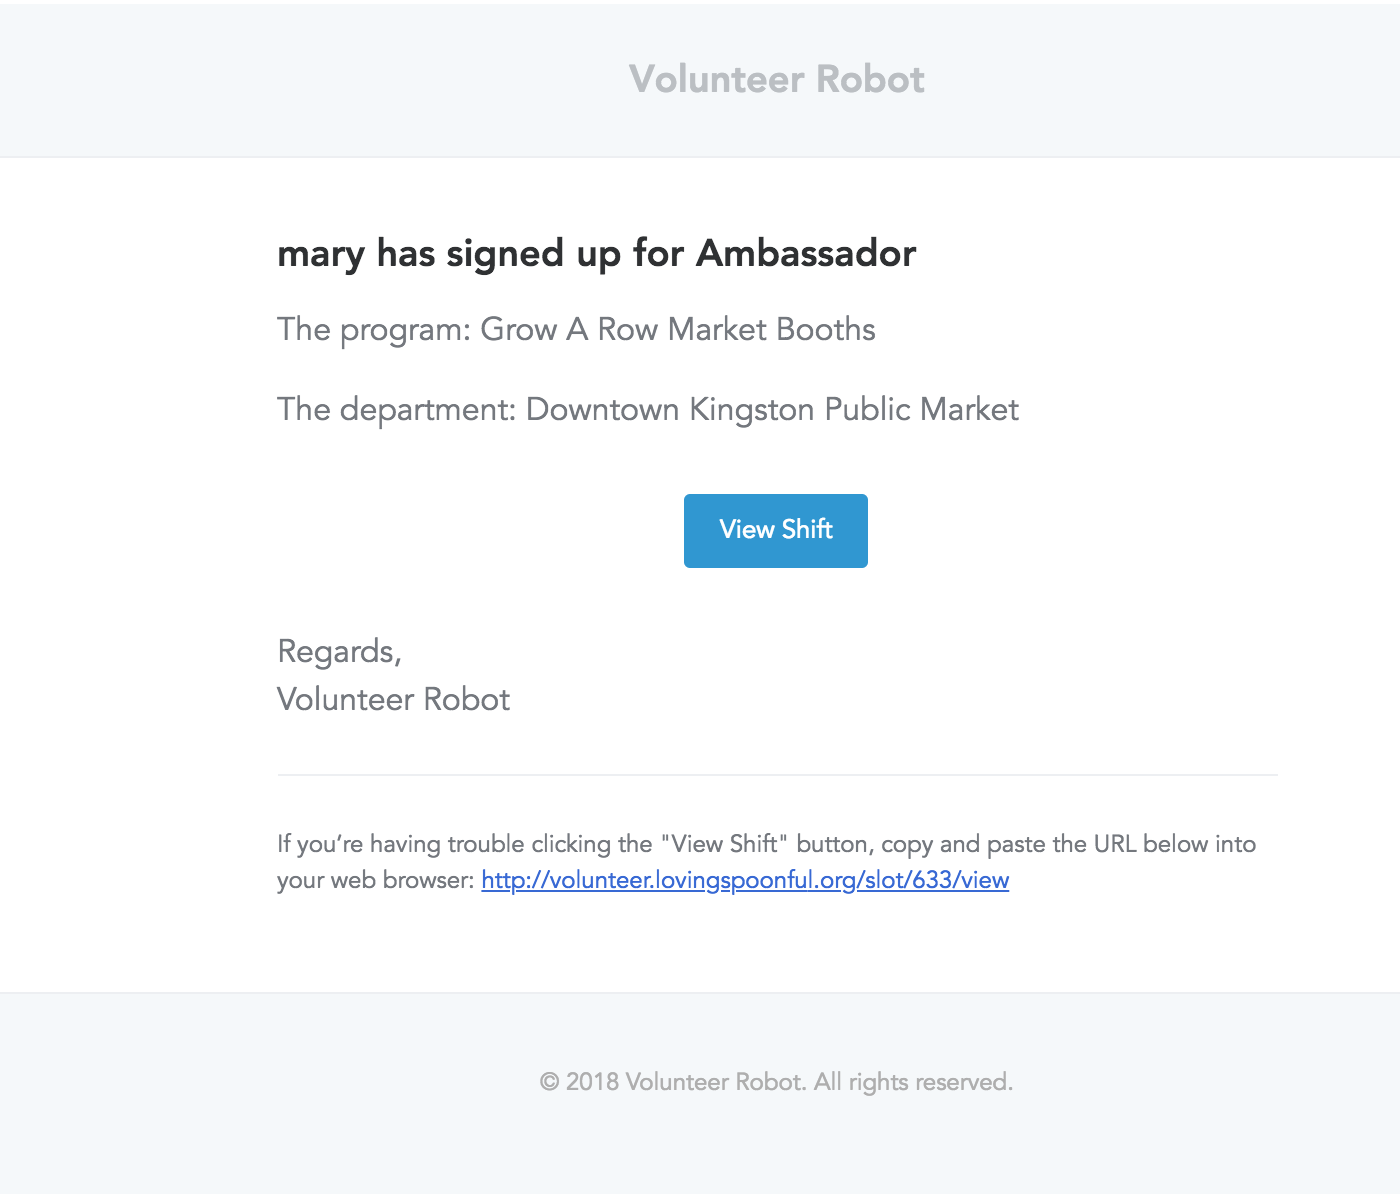 Volunteer Robot
mary has signed up for Ambassador
The program: Grow A Row Market Booths
The department: Downtown Kingston Public Market
View Shift
Regards,
Volunteer Robot
If you’re having trouble clicking the "View Shift" button, copy and paste the URL below into
your web browser: http://volunteer.lovingspoonful.org/slot/633/view
© 2018 Volunteer Robot. All rights reserved.